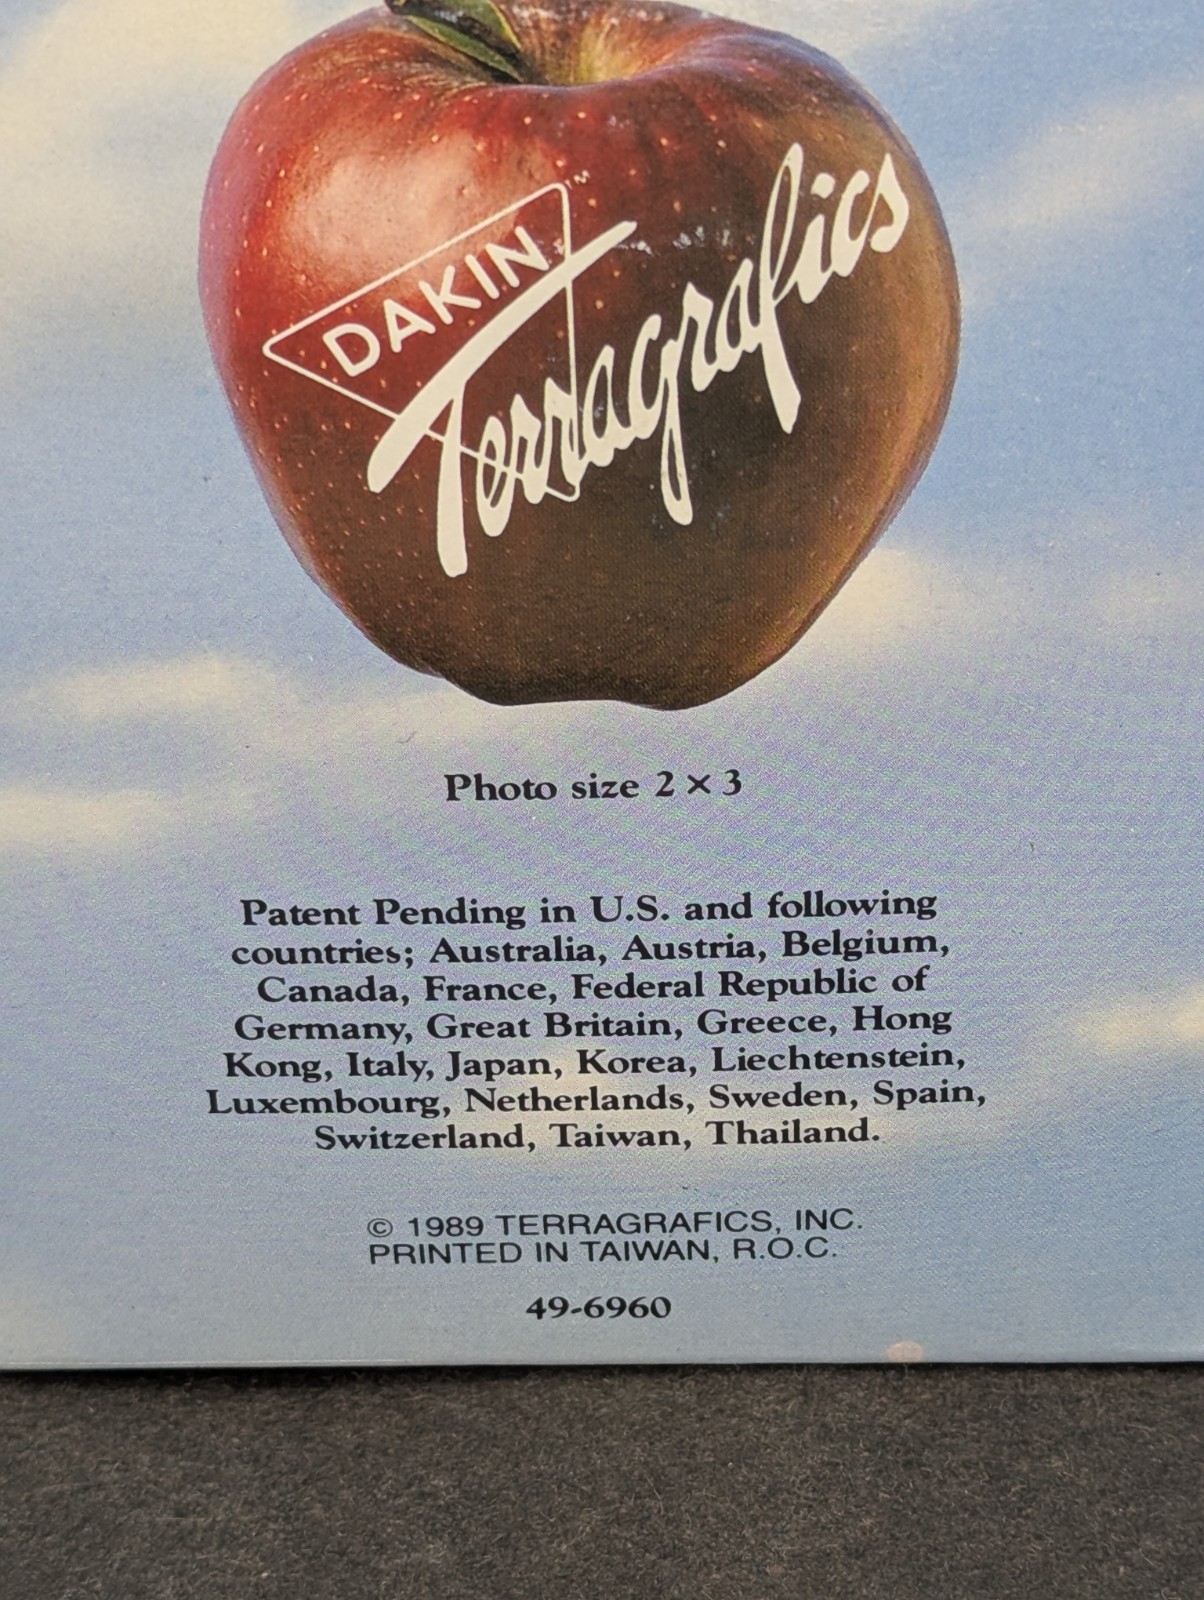 DAKIN™
Terragrafics
Photo size 2 × 3
Patent Pending in U.S. and following
countries; Australia, Austria, Belgium,
Canada, France, Federal Republic of
Germany, Great Britain, Greece, Hong
Kong, Italy, Japan, Korea, Liechtenstein,
Luxembourg, Netherlands, Sweden, Spain,
Switzerland, Taiwan, Thailand.
© 1989 TERRAGRAFICS, INC.
PRINTED IN TAIWAN, R.O.C.
49-6960